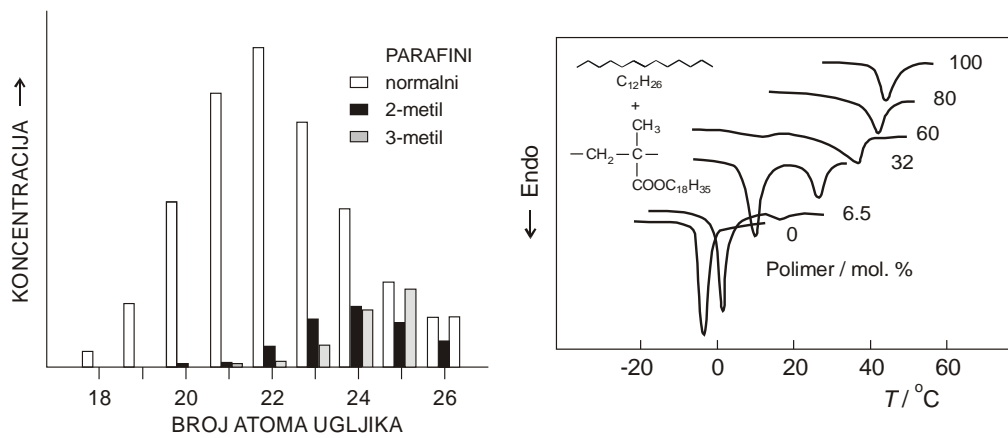 KONCENTRACIJA
PARAFINI
normalni
2-metil
3-metil
18
20
22
24
26
BROJ ATOMA UGLJIKA
C₁₂H₂₆
+
CH₃
— CH₂ — C —
COOC₁₈H₃₅
Endo
100
80
60
32
6.5
0
Polimer / mol. %
-20
0
20
40
60
T / °C